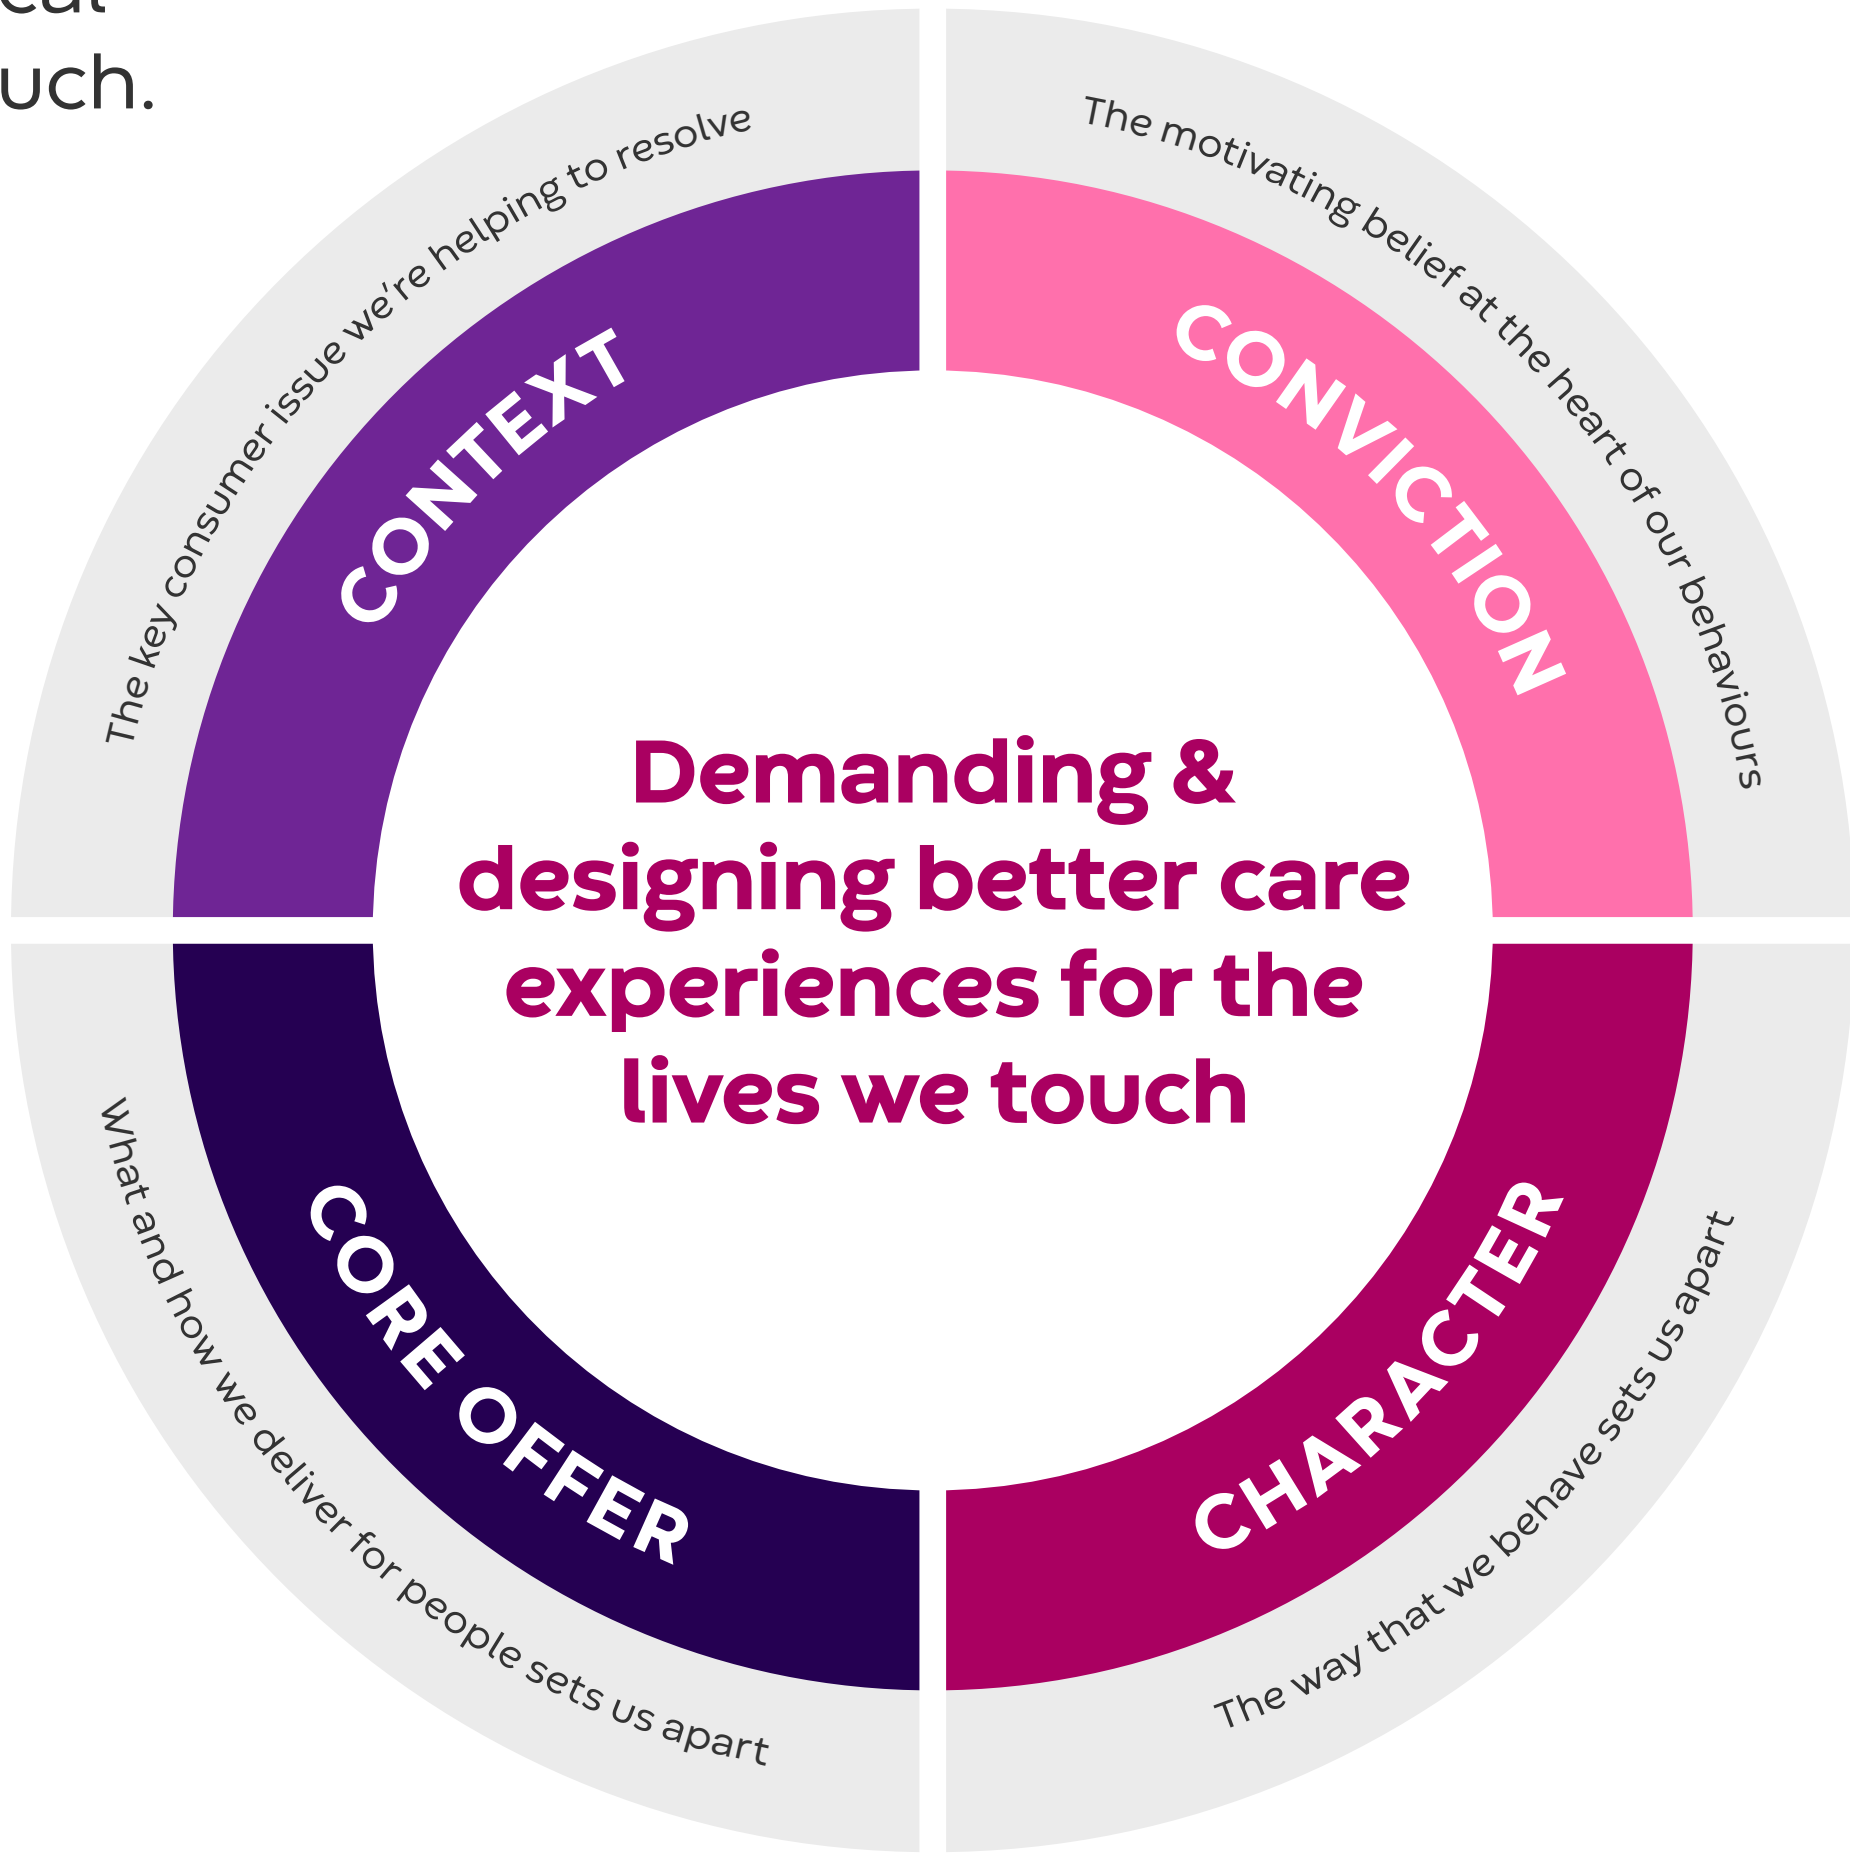 uch.
The key consumer issue we're helping to resolve
CONTEXT
The motivating belief at the heart of our behaviours
CONVICTION
Demanding &
designing better care
experiences for the
lives we touch
CORE OFFER
What and how we deliver for people sets us apart
CHARACTER
The way that we behave sets us apart